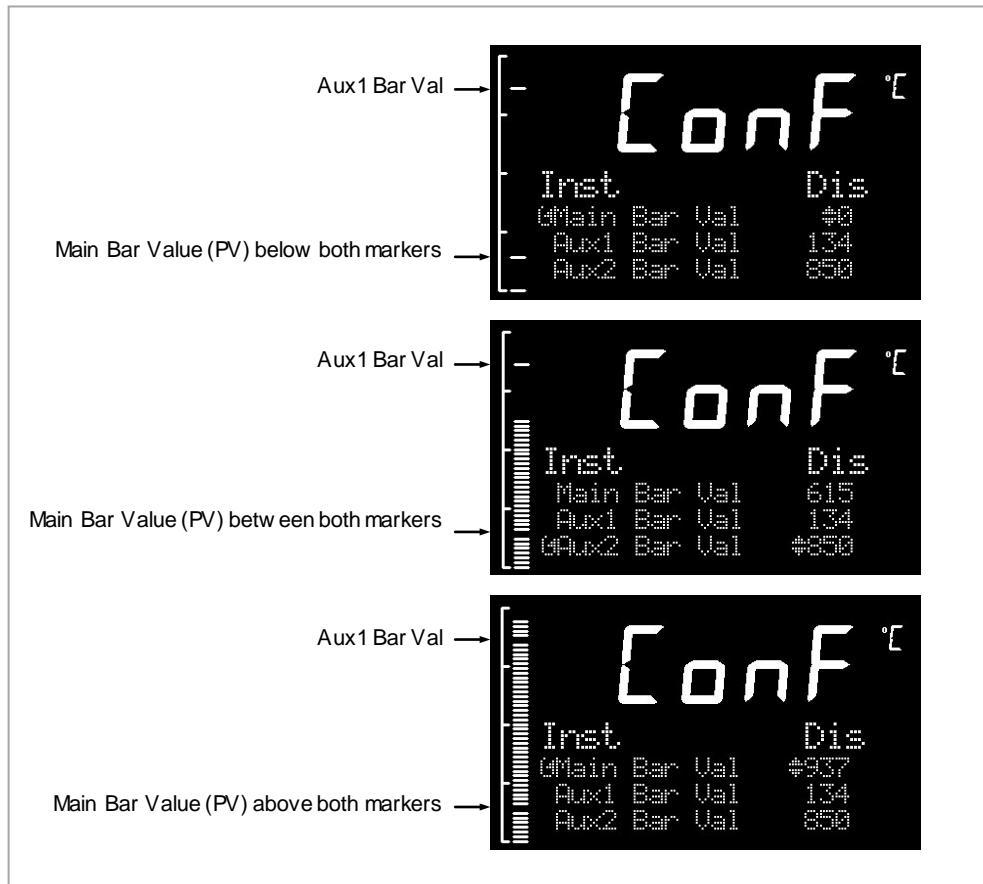 Aux1 Bar Val
ConF °C
Inst Dis
Main Bar Val 0
Main Bar Value (PV) below both markers
Aux1 Bar Val 134
Aux2 Bar Val 850
Aux1 Bar Val
ConF °C
Inst Dis
Main Bar Val 615
Main Bar Value (PV) between both markers
Aux1 Bar Val 134
Aux2 Bar Val 850
Aux1 Bar Val
ConF °C
Inst Dis
Main Bar Val 937
Main Bar Value (PV) above both markers
Aux1 Bar Val 134
Aux2 Bar Val 850